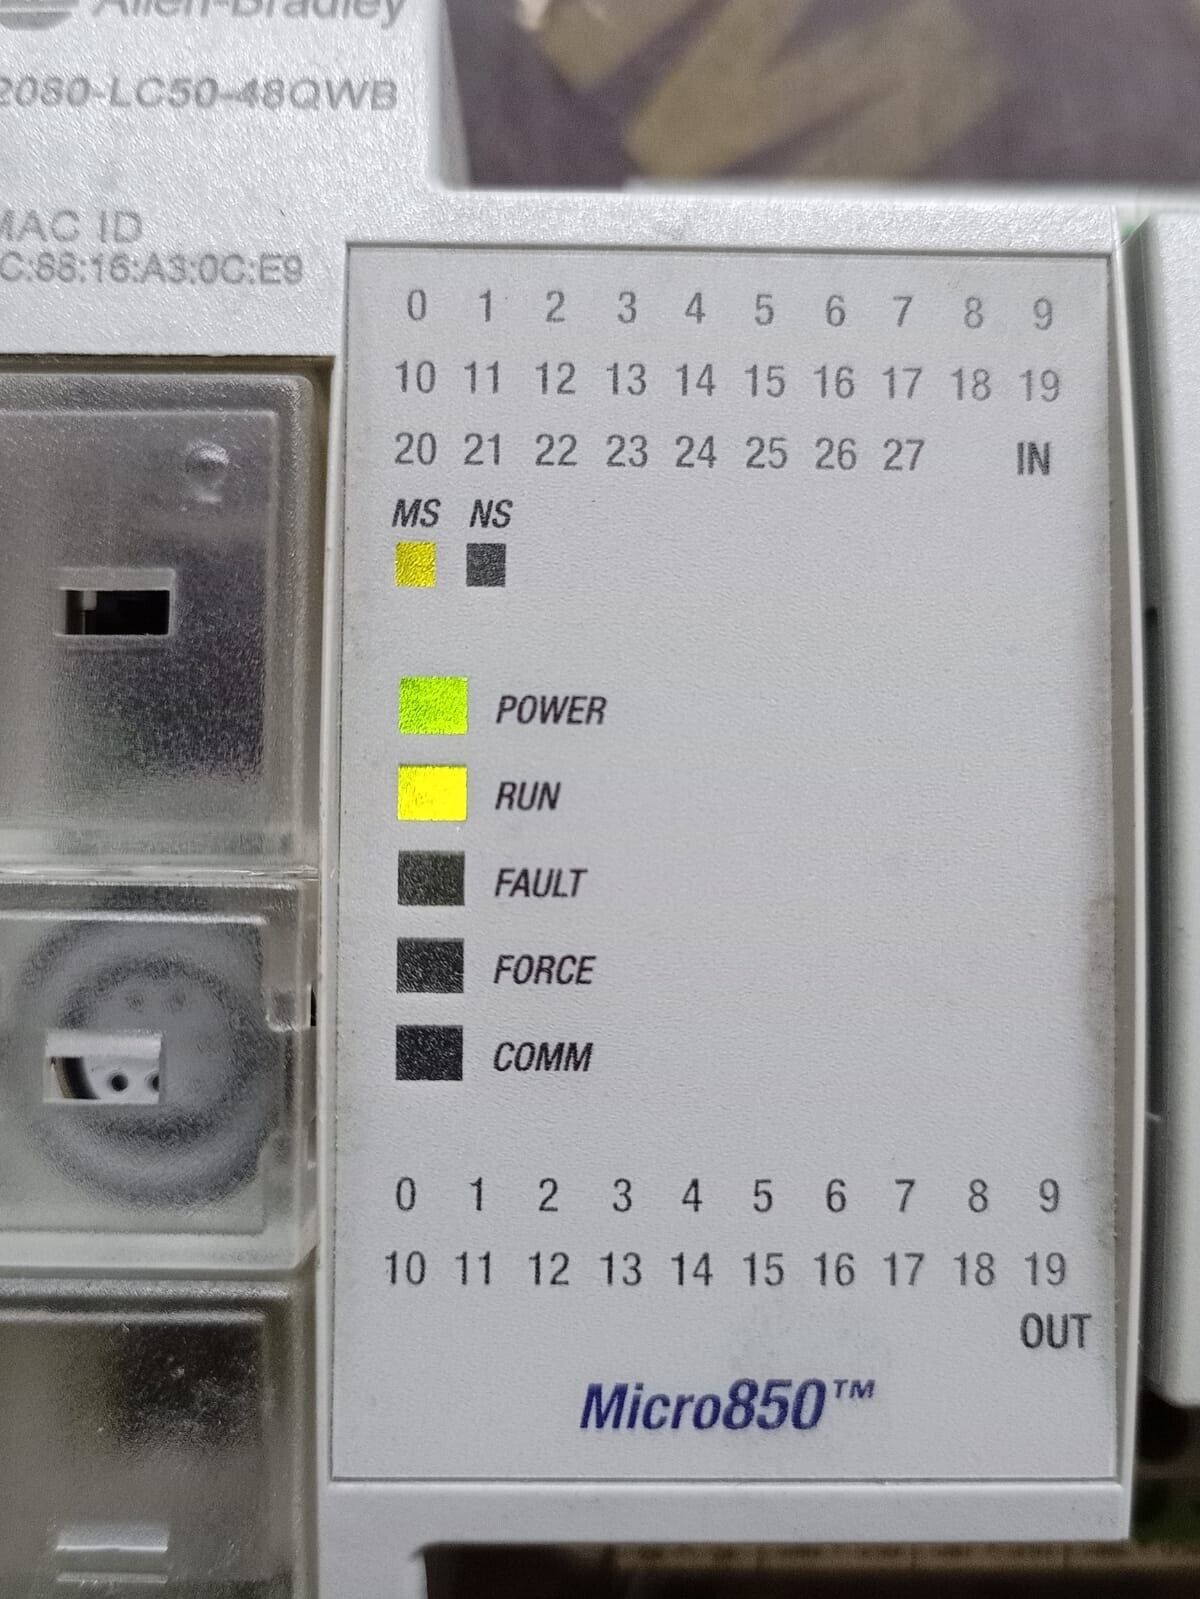 Allen-Bradley
2080-LC50-48QWB
MAC ID
C:88:16:A3:0C:E9
0 1 2 3 4 5 6 7 8 9
10 11 12 13 14 15 16 17 18 19
20 21 22 23 24 25 26 27 IN
MS NS
POWER
RUN
FAULT
FORCE
COMM
0 1 2 3 4 5 6 7 8 9
10 11 12 13 14 15 16 17 18 19
OUT
Micro850™